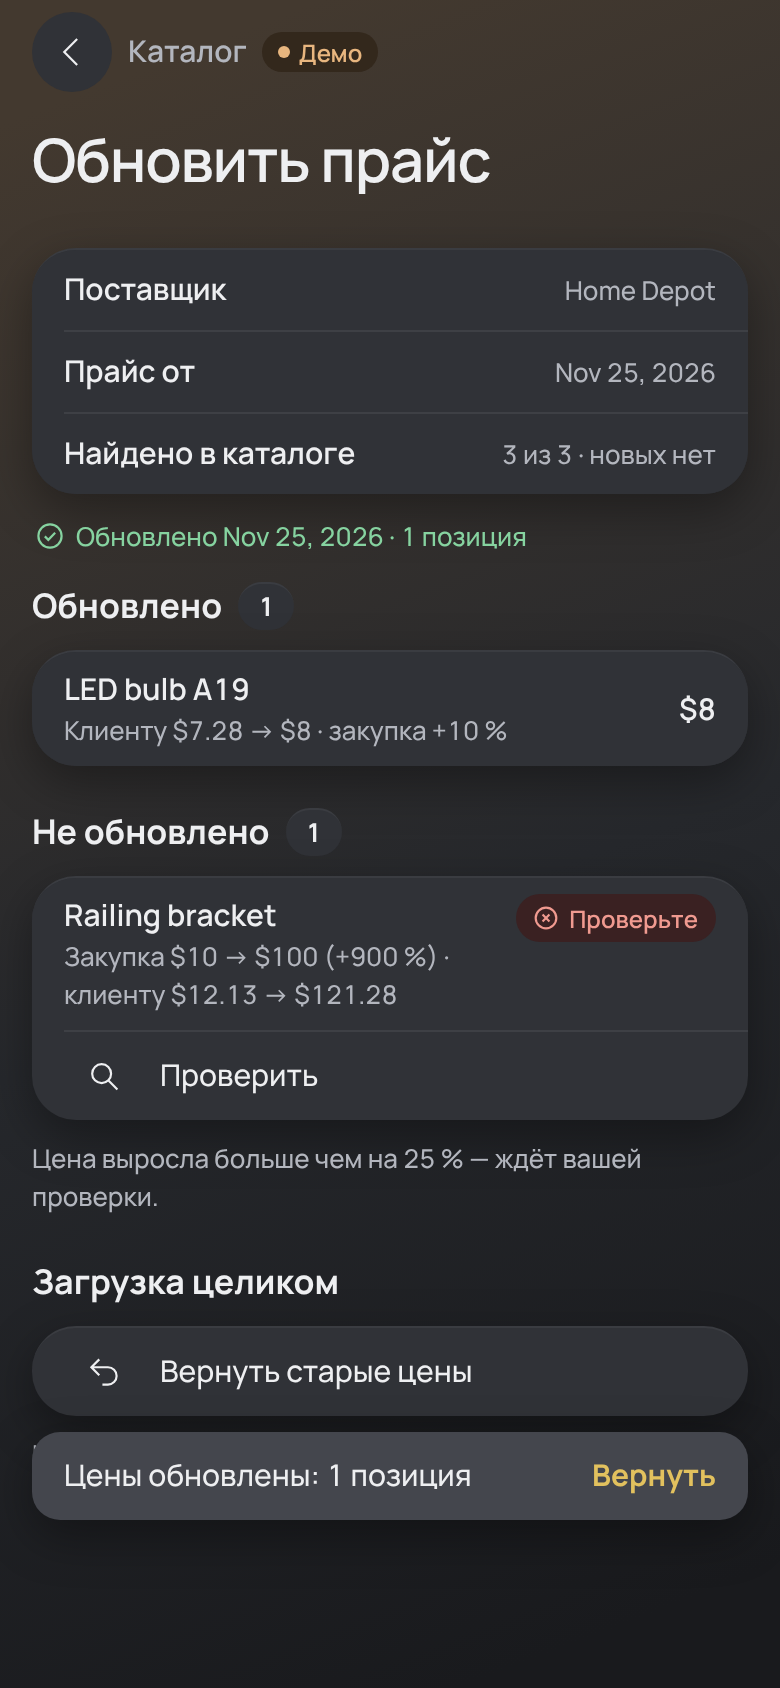 Каталог
Демо
Обновить прайс
Поставщик Home Depot
Прайс от Nov 25, 2026
Найдено в каталоге 3 из 3 · новых нет
Обновлено Nov 25, 2026 · 1 позиция
Обновлено 1
LED bulb A19
Клиенту $7.28 → $8 · закупка +10 %
$8
Не обновлено 1
Railing bracket
Проверьте
Закупка $10 → $100 (+900 %) ·
клиенту $12.13 → $121.28
Проверить
Цена выросла больше чем на 25 % — ждёт вашей
проверки.
Загрузка целиком
Вернуть старые цены
Цены обновлены: 1 позиция Вернуть